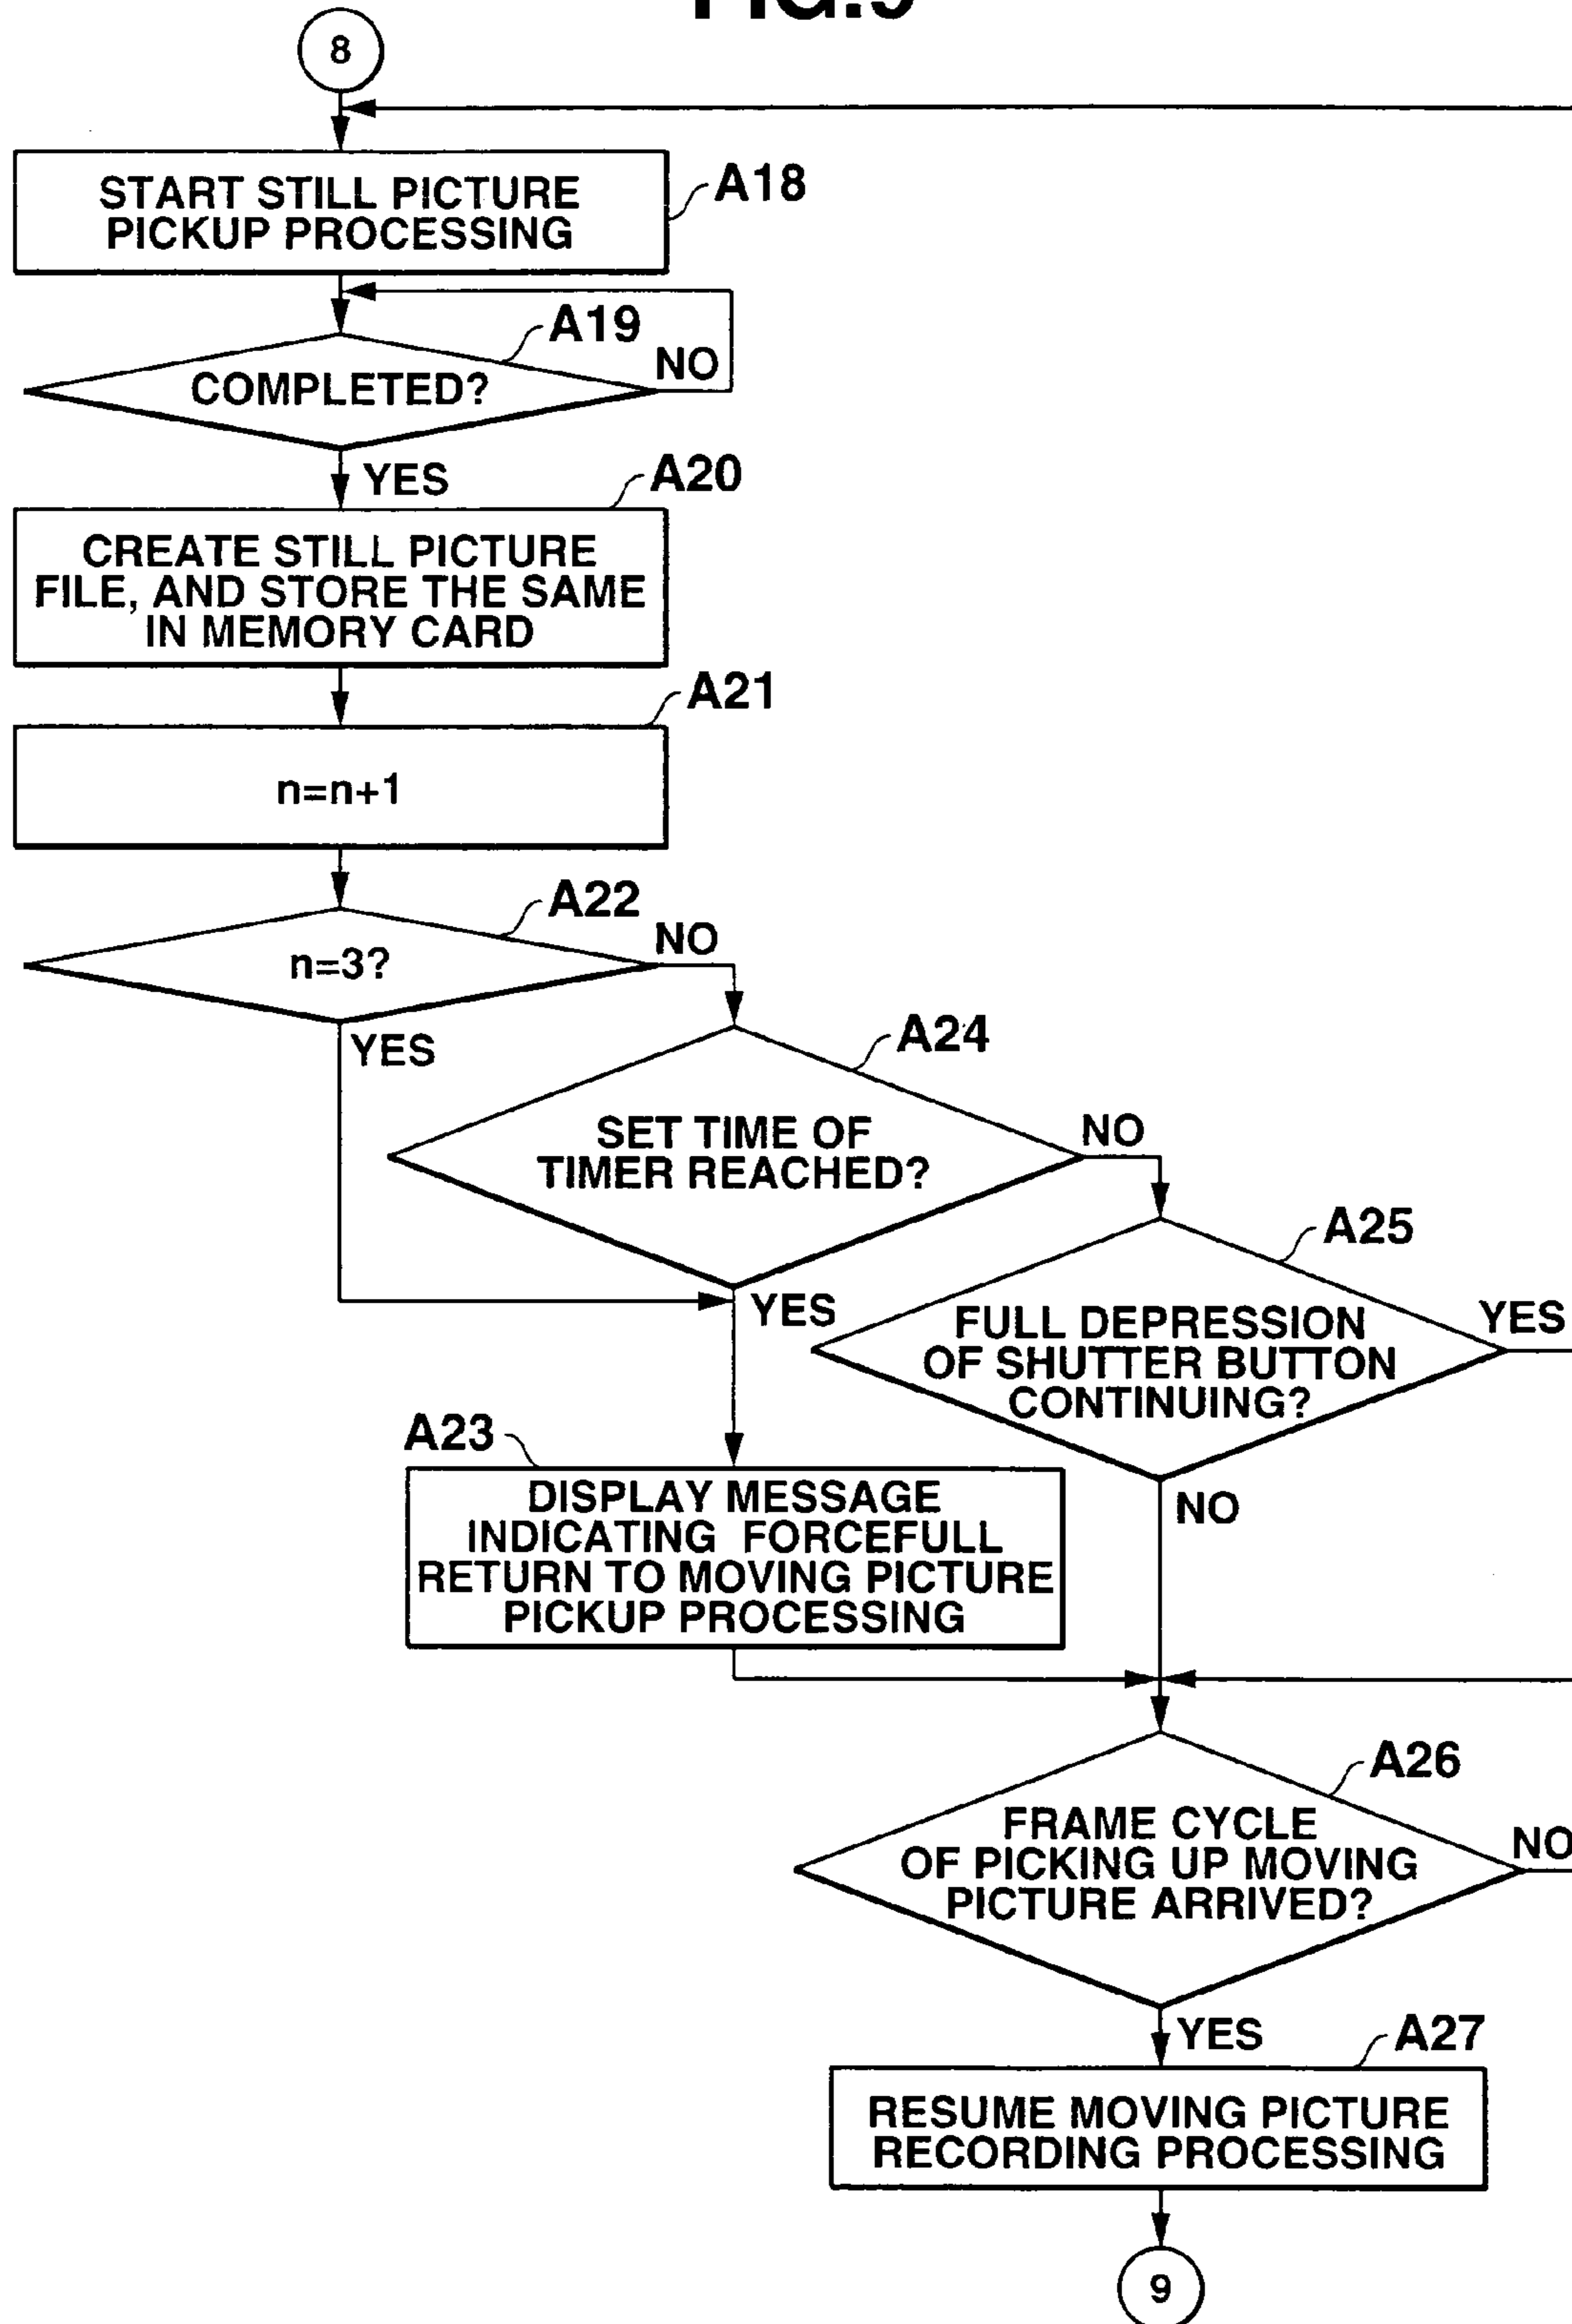 8
START STILL PICTURE
PICKUP PROCESSING
A18
A19
COMPLETED?
NO
YES
A20
CREATE STILL PICTURE
FILE, AND STORE THE SAME
IN MEMORY CARD
A21
n=n+1
A22
n=3?
NO
YES
A24
SET TIME OF
TIMER REACHED?
NO
YES
A25
FULL DEPRESSION
OF SHUTTER BUTTON
CONTINUING?
YES
NO
A23
DISPLAY MESSAGE
INDICATING FORCEFULL
RETURN TO MOVING PICTURE
PICKUP PROCESSING
A26
FRAME CYCLE
OF PICKING UP MOVING
PICTURE ARRIVED?
NO
YES
A27
RESUME MOVING PICTURE
RECORDING PROCESSING
9